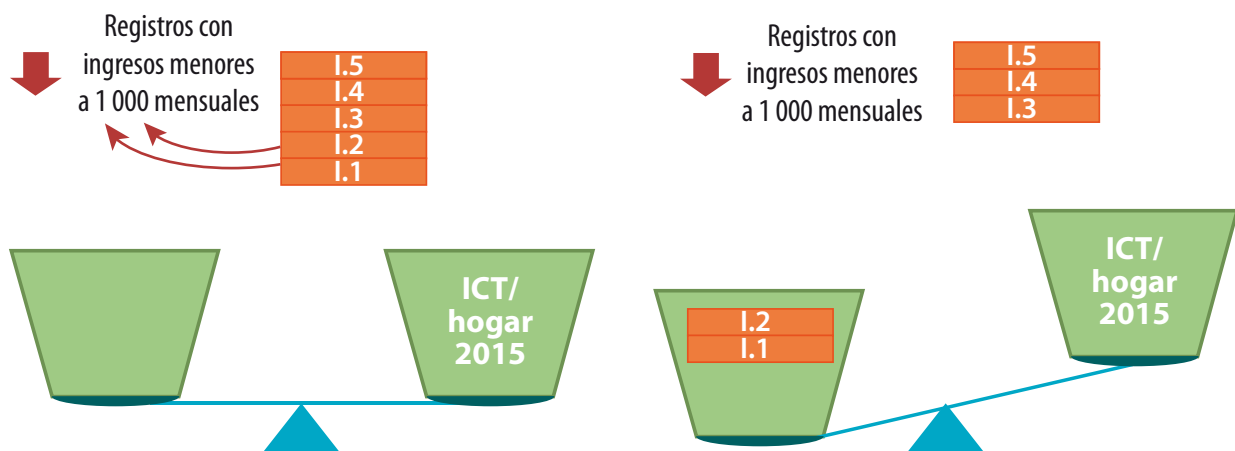 Registros con
ingresos menores
a 1 000 mensuales
I.5
I.4
I.3
I.2
I.1
ICT/
hogar
2015
Registros con
ingresos menores
a 1 000 mensuales
I.5
I.4
I.3
I.2
I.1
ICT/
hogar
2015